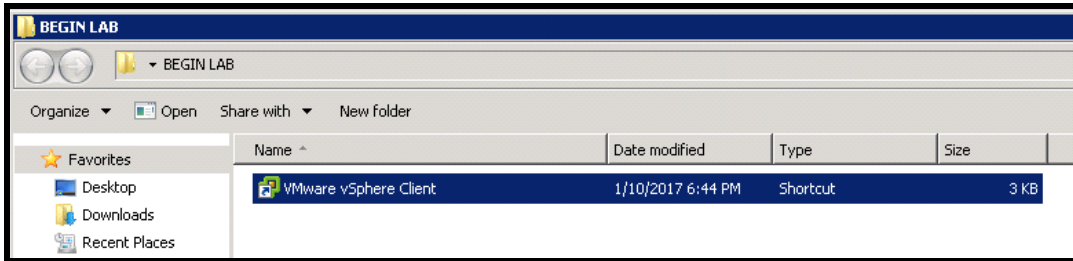 BEGIN LAB
BEGIN LAB
Organize Open Share with New folder
Name Date modified Type Size
Favorites
VMware vSphere Client 1/10/2017 6:44 PM Shortcut 3 KB
Desktop
Downloads
Recent Places